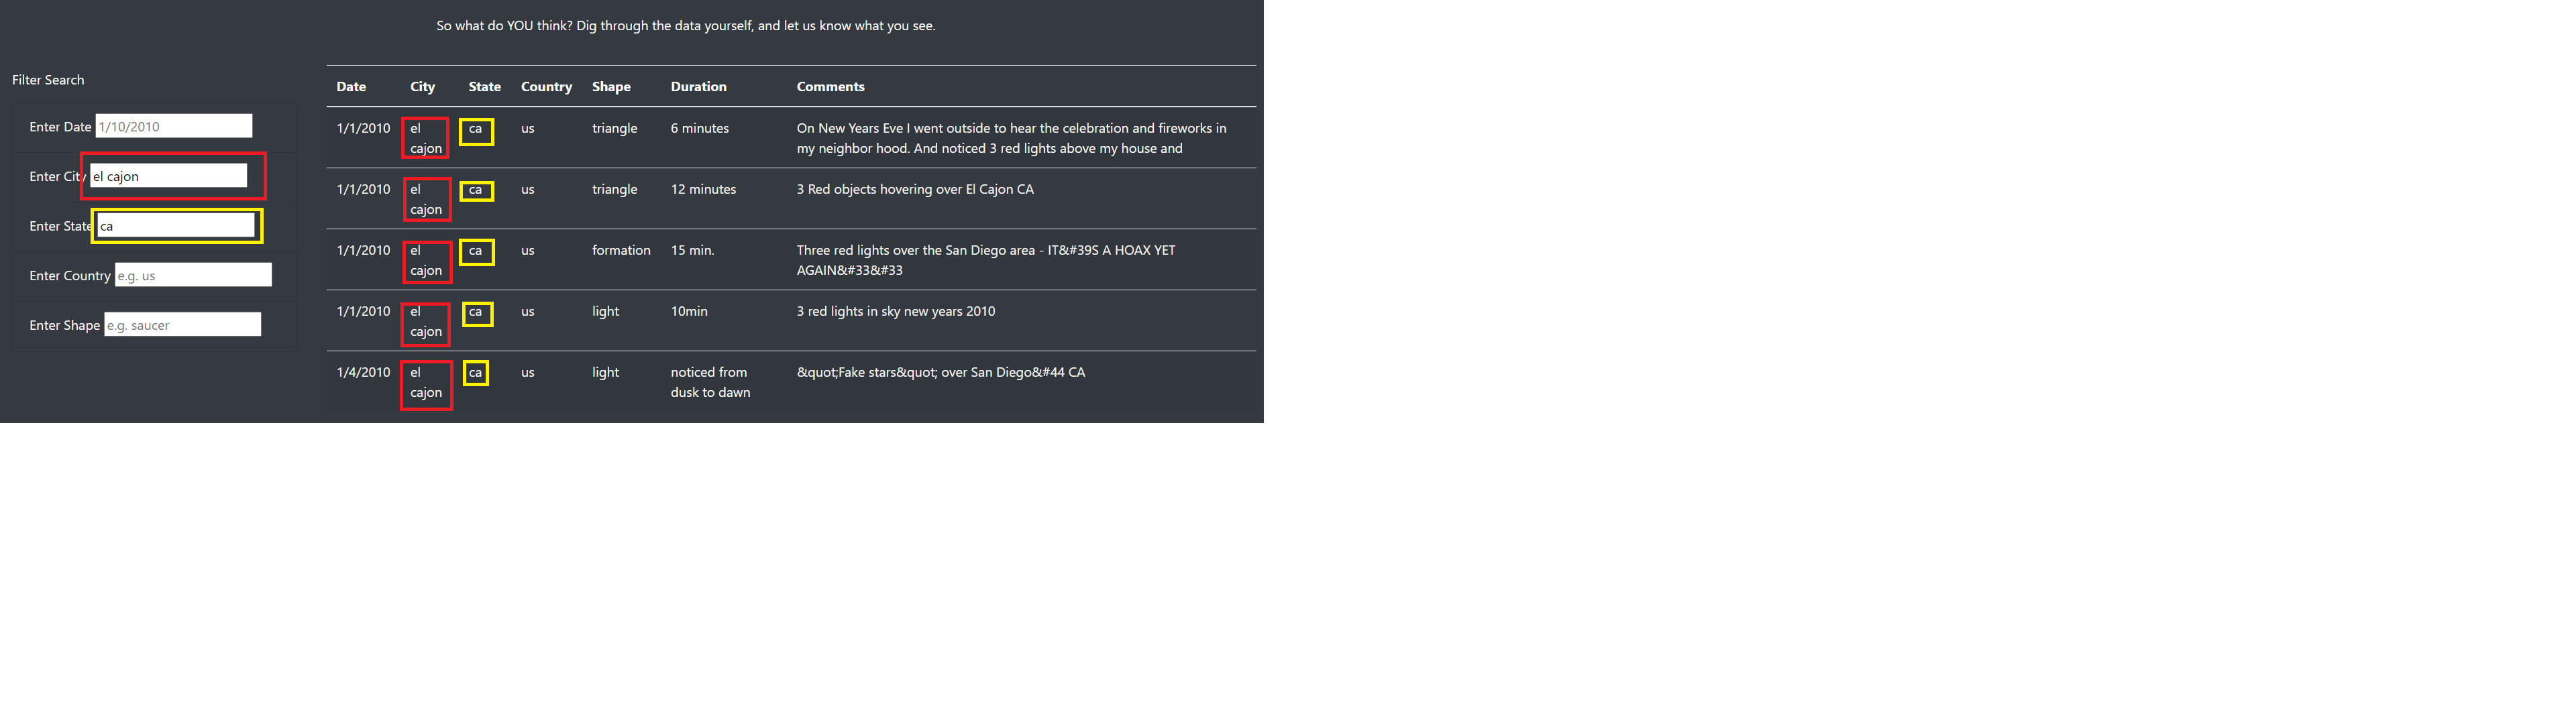 So what do YOU think? Dig through the data yourself, and let us know what you see.
Filter Search
Enter Date 1/10/2010
Enter City el cajon
Enter State ca
Enter Country e.g. us
Enter Shape e.g. saucer
Date City State Country Shape Duration Comments
1/1/2010 el ca us triangle 6 minutes On New Years Eve I went outside to hear the celebration and fireworks in
cajon my neighbor hood. And noticed 3 red lights above my house and
1/1/2010 el ca us triangle 12 minutes 3 Red objects hovering over El Cajon CA
cajon
1/1/2010 el ca us formation 15 min. Three red lights over the San Diego area - IT&#39S A HOAX YET
cajon AGAIN&#33&#33
1/1/2010 el ca us light 10min 3 red lights in sky new years 2010
cajon
1/4/2010 el ca us light noticed from &quot;Fake stars&quot; over San Diego&#44 CA
cajon dusk to dawn